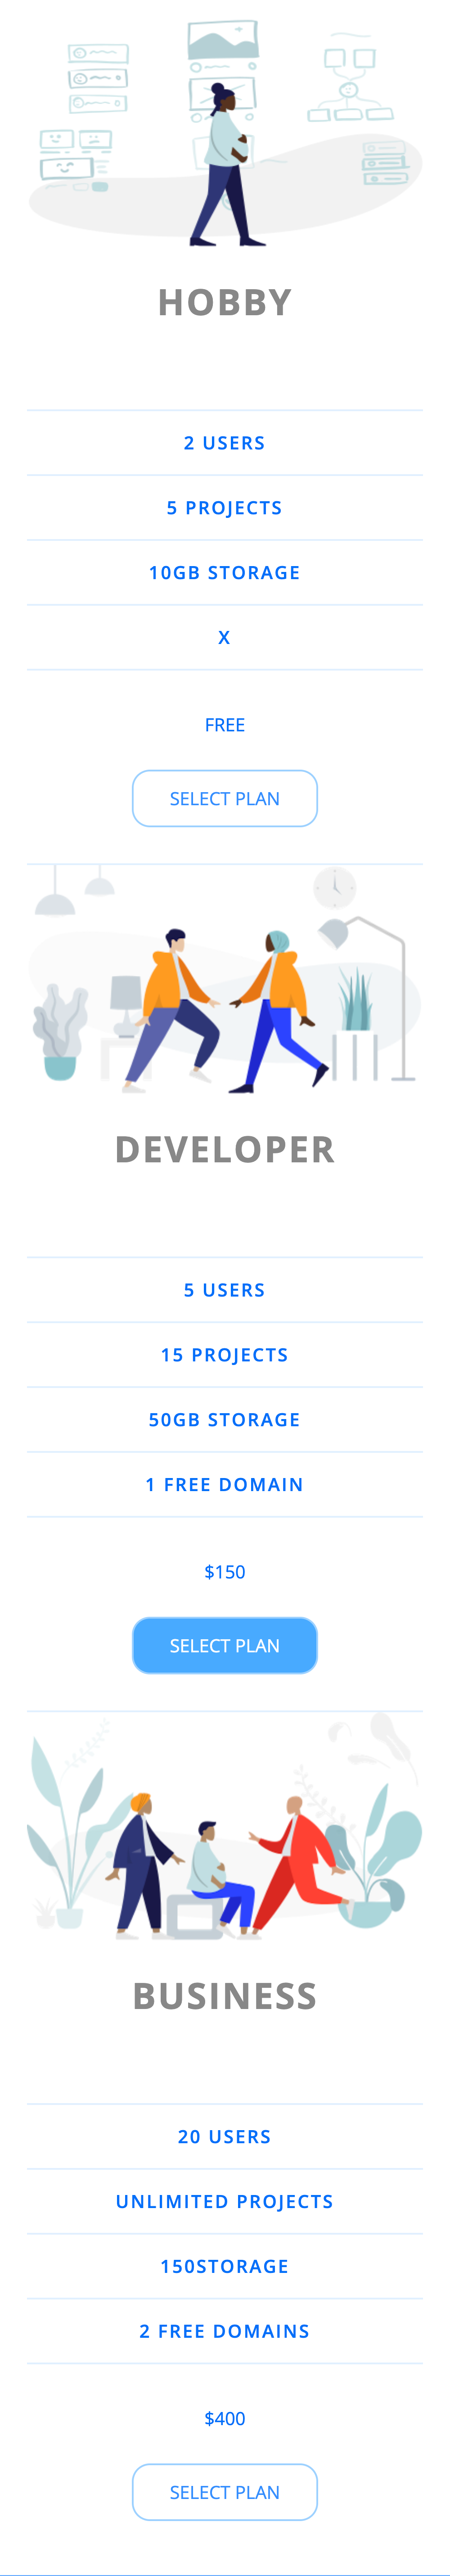 HOBBY
2 USERS
5 PROJECTS
10GB STORAGE
X
FREE
SELECT PLAN
DEVELOPER
5 USERS
15 PROJECTS
50GB STORAGE
1 FREE DOMAIN
$150
SELECT PLAN
BUSINESS
20 USERS
UNLIMITED PROJECTS
150STORAGE
2 FREE DOMAINS
$400
SELECT PLAN